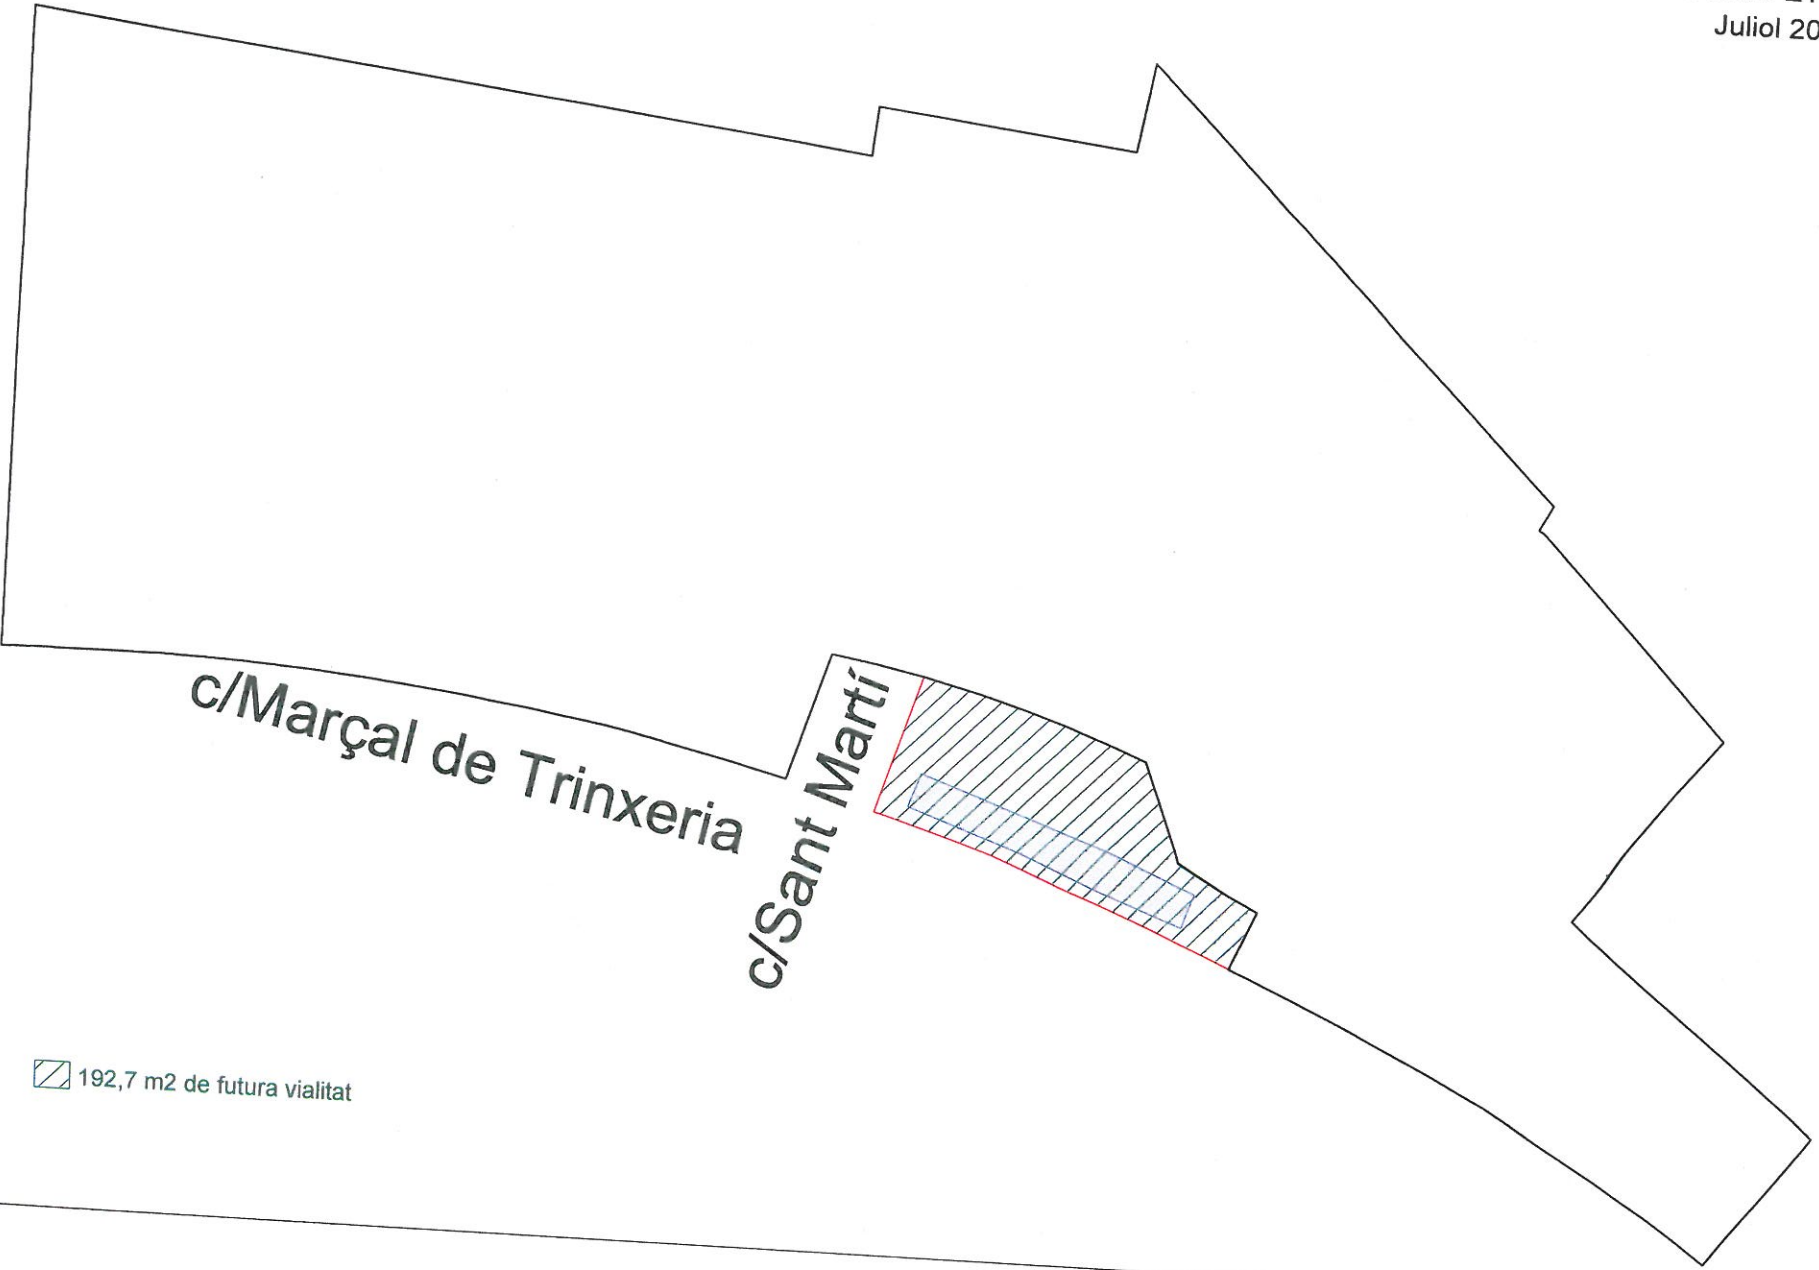 Juliol 20
c/Marçal de Trinxeria
c/Sant Martí
192,7 m2 de futura vialitat